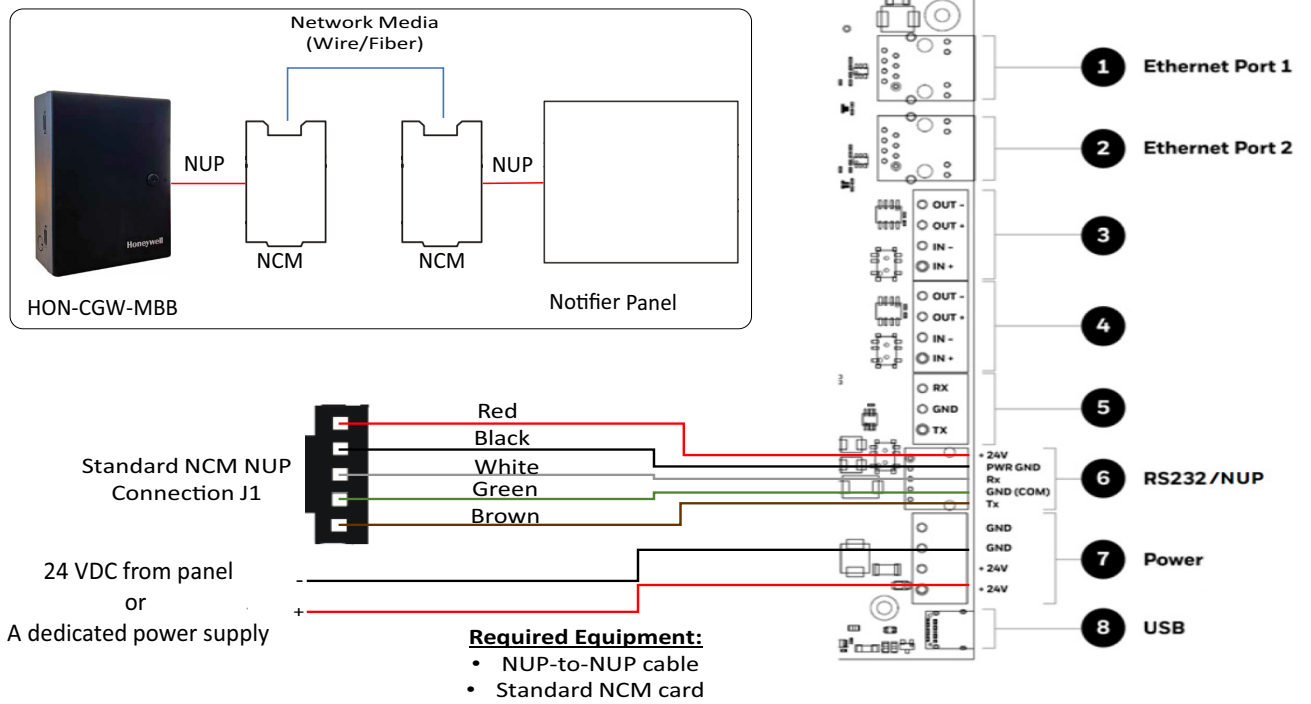 Network Media
(Wire/Fiber)
NUP
NUP
Honeywell
NCM
NCM
HON-CGW-MBB
Notifier Panel
1 Ethernet Port 1
2 Ethernet Port 2
OUT -
OUT +
IN -
IN +
3
OUT -
OUT +
IN -
IN +
4
RX
GND
TX
5
Standard NCM NUP
Connection J1
Red
Black
White
Green
Brown
+ 24V
PWR GND
Rx
GND (COM)
Tx
6 RS232/NUP
GND
GND
+ 24V
+ 24V
7 Power
24 VDC from panel
or
A dedicated power supply
-
+
8 USB
Required Equipment:
• NUP-to-NUP cable
• Standard NCM card